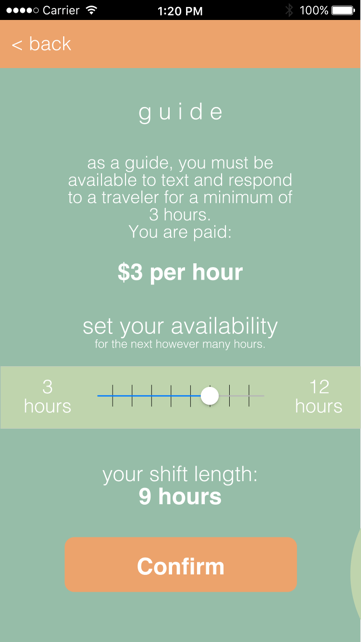 Carrier 1:20 PM 100%
< back
guide
as a guide, you must be
available to text and respond
to a traveler for a minimum of
3 hours.
You are paid:
$3 per hour
set your availability
for the next however many hours.
3
hours
12
hours
your shift length:
9 hours
Confirm